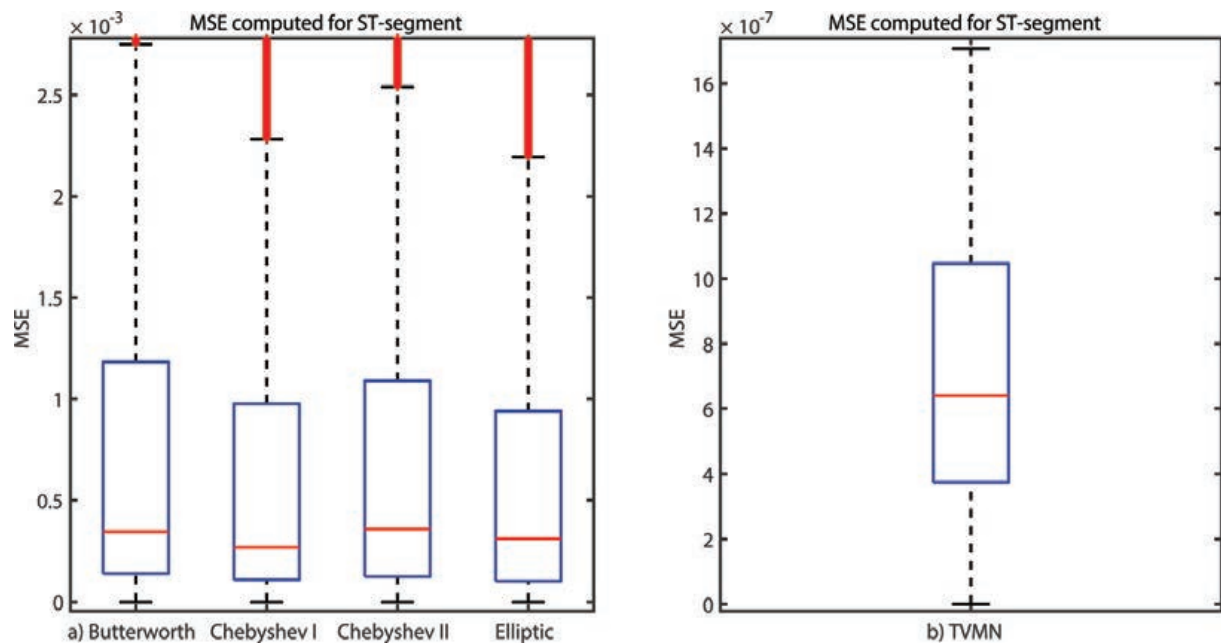 × 10⁻³ MSE computed for ST-segment
2.5
2
1.5
1
0.5
0
MSE
a) Butterworth Chebyshev I Chebyshev II Elliptic
× 10⁻⁷ MSE computed for ST-segment
16
14
12
10
8
6
4
2
0
MSE
b) TVMN